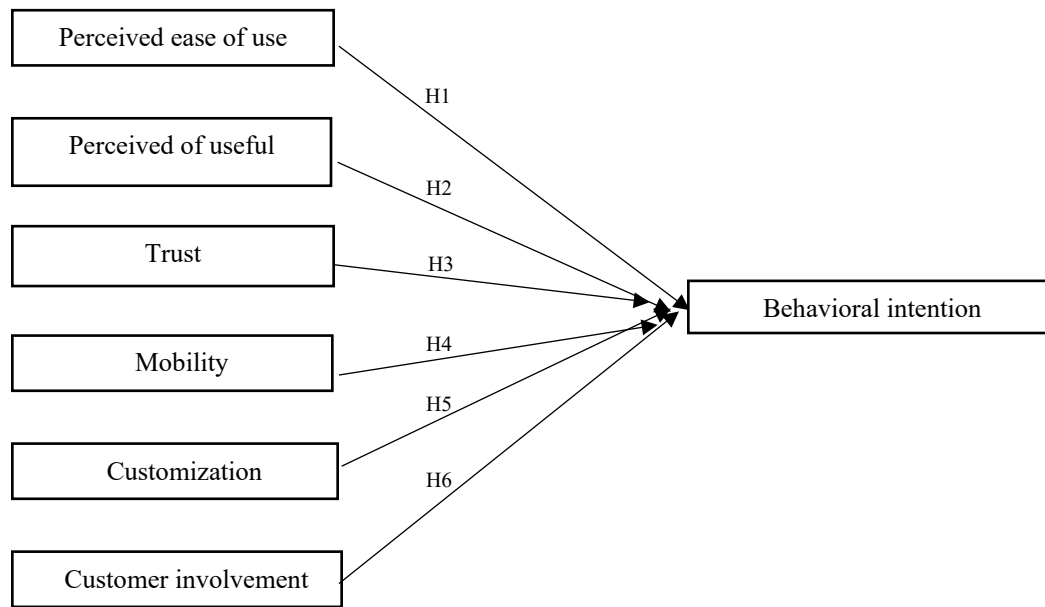 Perceived ease of use
H1
Perceived of useful
H2
Trust
H3
Behavioral intention
Mobility
H4
H5
Customization
H6
Customer involvement